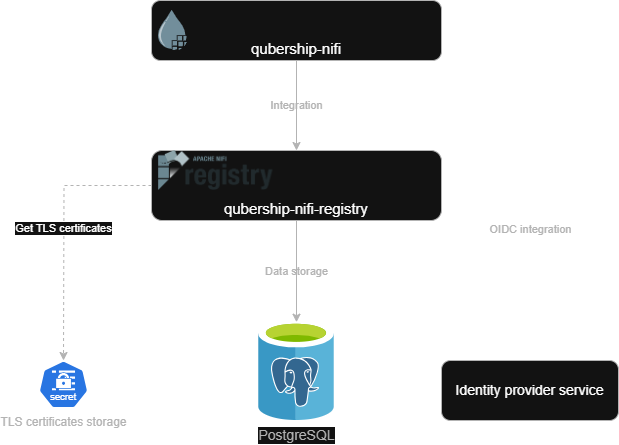 qubership-nifi
Integration
APACHE NIFI
registry
qubership-nifi-registry
Get TLS certificates
OIDC integration
Data storage
secret
TLS certificates storage
PostgreSQL
Identity provider service